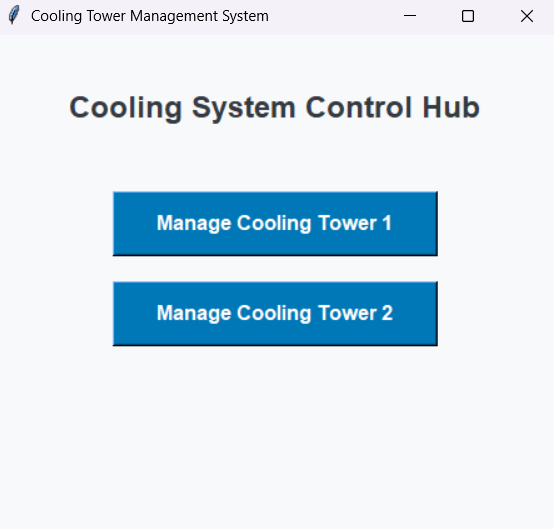 Cooling Tower Management System
Cooling System Control Hub
Manage Cooling Tower 1
Manage Cooling Tower 2